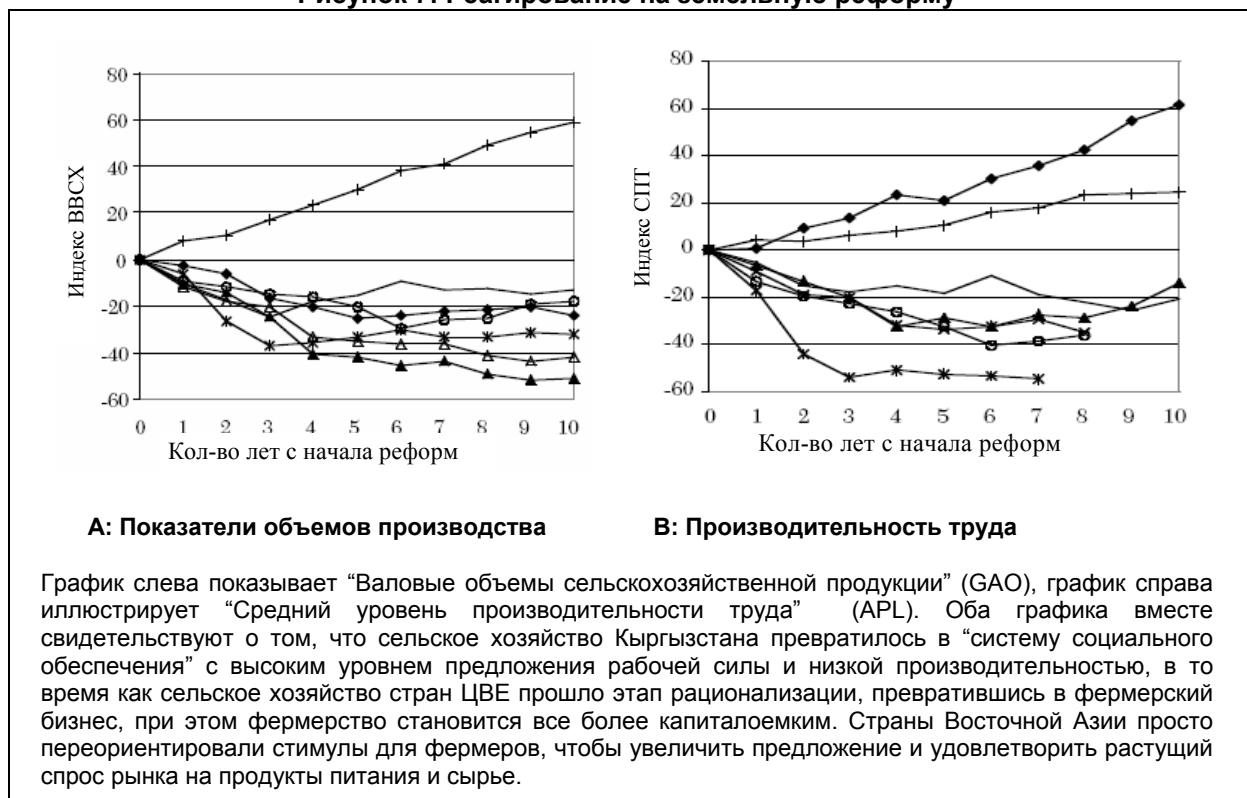 Рисунок 7: Реагирование на земельную реформу
80
60
40
20
0
-20
-40
-60
Индекс ВВСХ
0 1 2 3 4 5 6 7 8 9 10
Кол-во лет с начала реформ
80
60
40
20
0
-20
-40
-60
Индекс СПТ
0 1 2 3 4 5 6 7 8 9 10
Кол-во лет с начала реформ
А: Показатели объемов производства
В: Производительность труда
График слева показывает “Валовые объемы сельскохозяйственной продукции” (GAO), график справа
иллюстрирует “Средний уровень производительности труда” (APL). Оба графика вместе
свидетельствуют о том, что сельское хозяйство Кыргызстана превратилось в “систему социального
обеспечения” с высоким уровнем предложения рабочей силы и низкой производительностью, в то
время как сельское хозяйство стран ЦВЕ прошло этап рационализации, превратившись в фермерский
бизнес, при этом фермерство становится все более капиталоемким. Страны Восточной Азии просто
переориентировали стимулы для фермеров, чтобы увеличить предложение и удовлетворить растущий
спрос рынка на продукты питания и сырье.